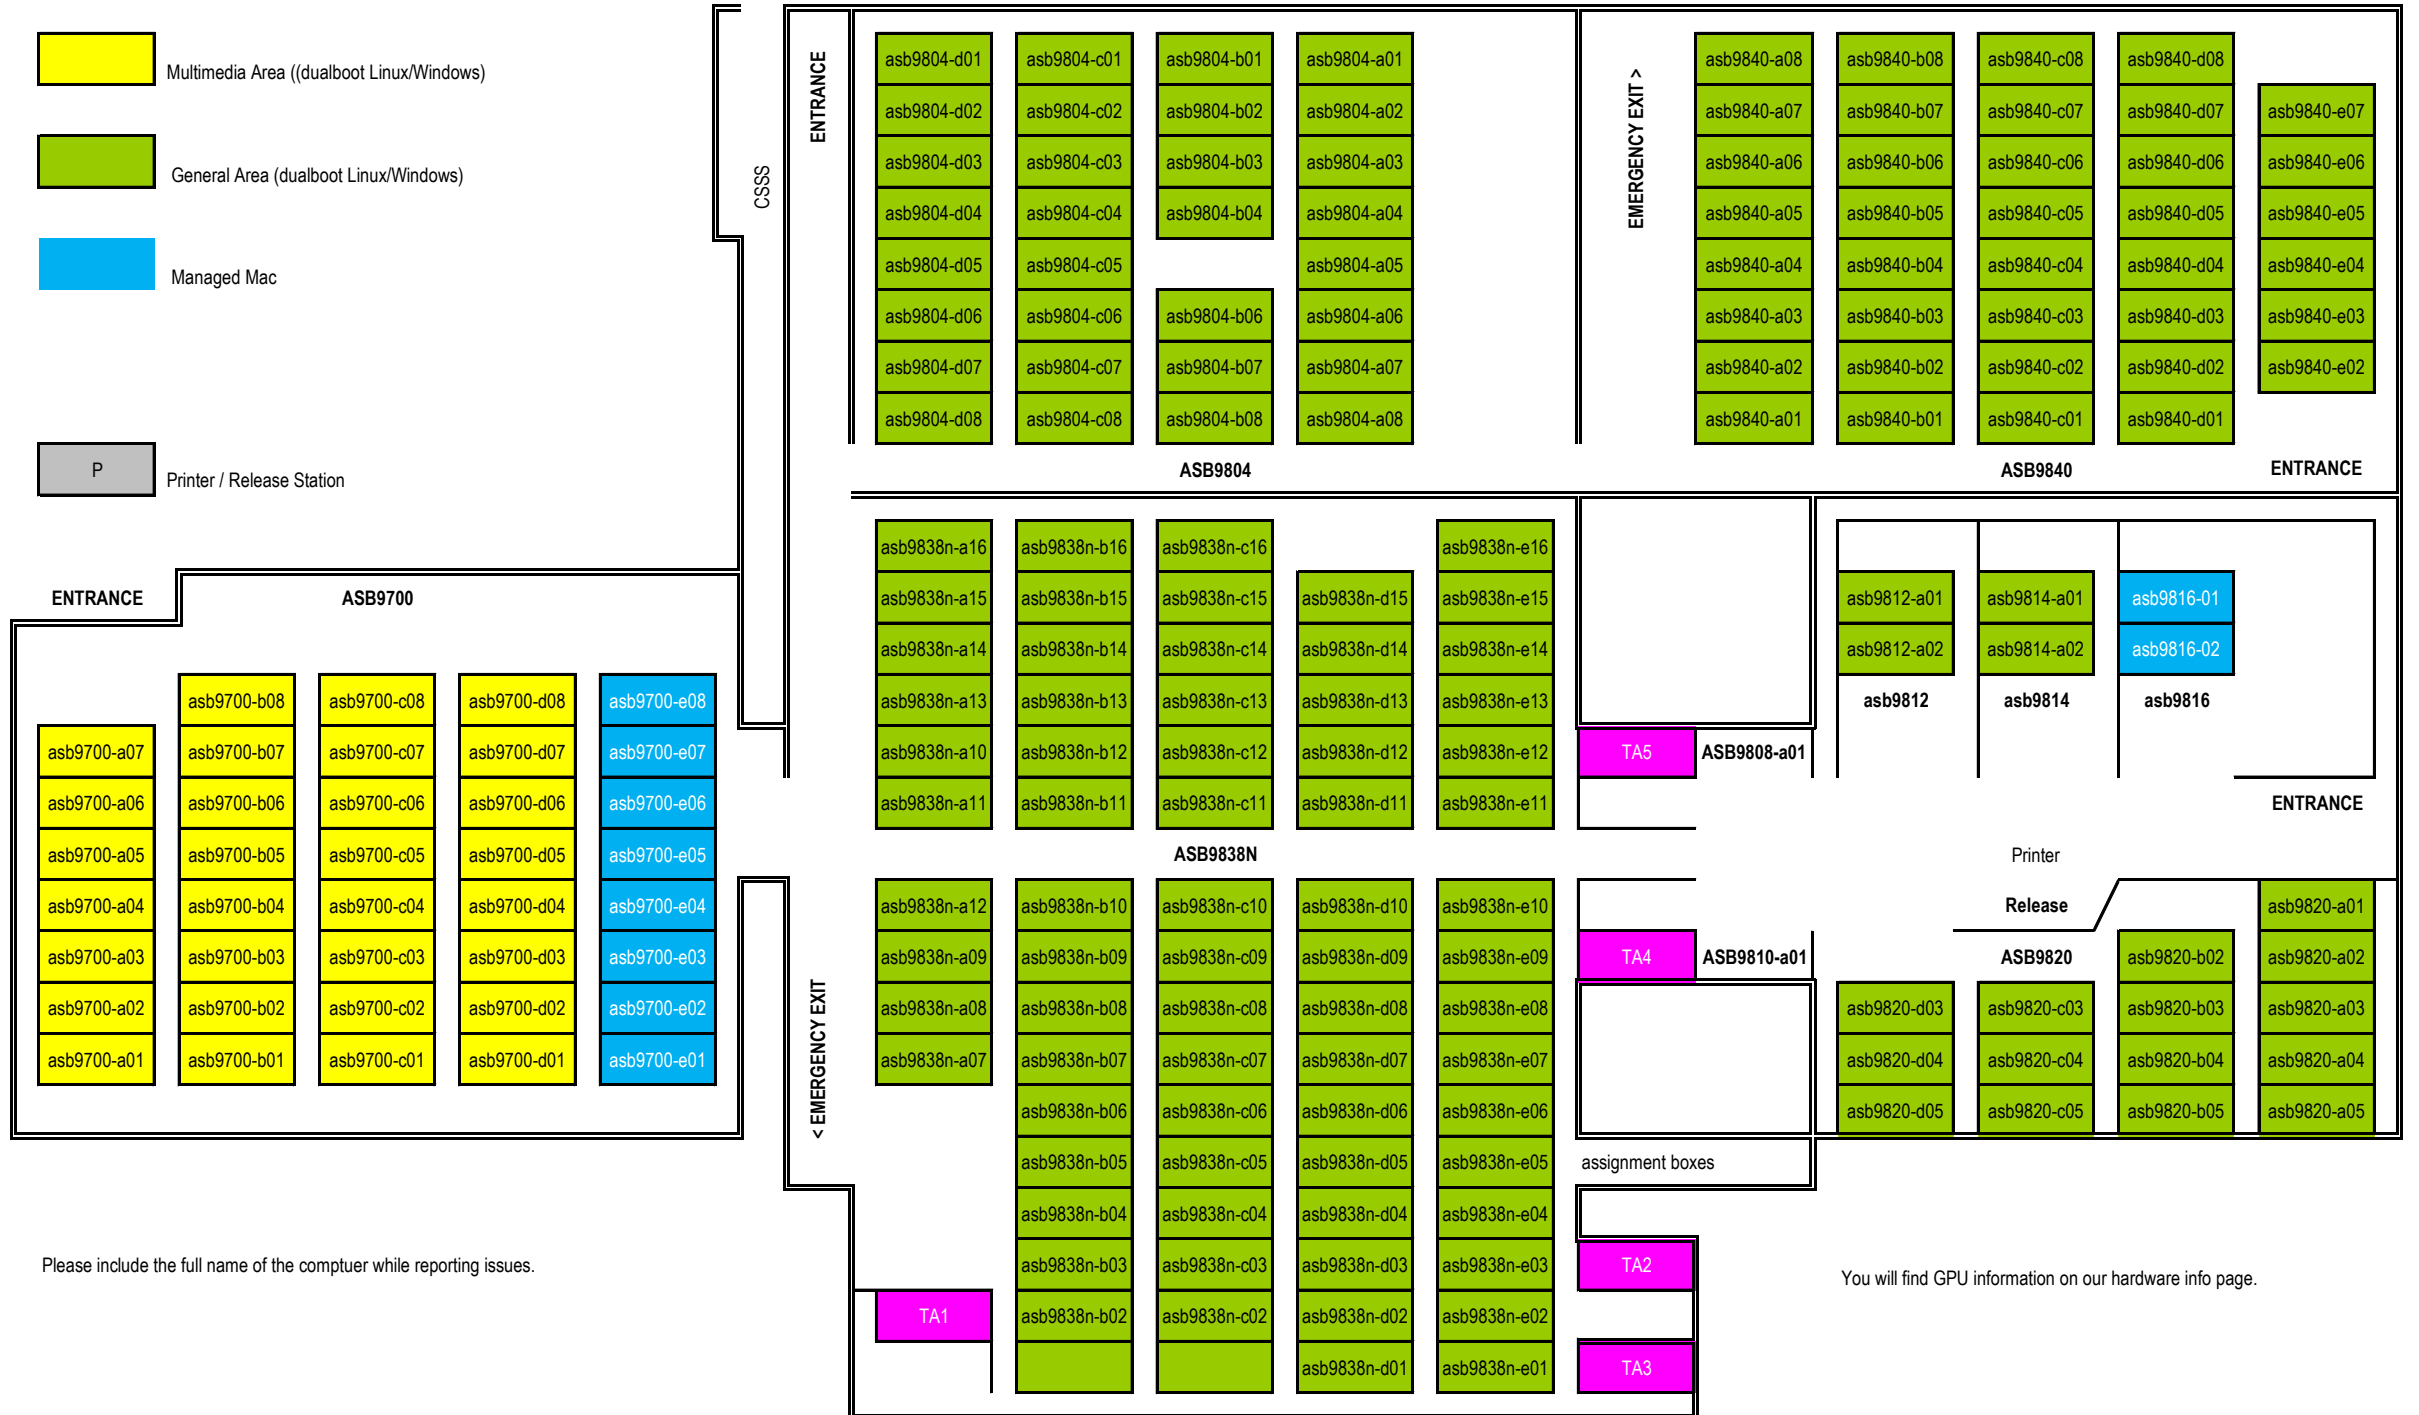 Multimedia Area ((dualboot Linux/Windows)
General Area (dualboot Linux/Windows)
Managed Mac
P
Printer / Release Station
CSSS
ENTRANCE
asb9804-d01 asb9804-c01 asb9804-b01 asb9804-a01
asb9804-d02 asb9804-c02 asb9804-b02 asb9804-a02
asb9804-d03 asb9804-c03 asb9804-b03 asb9804-a03
asb9804-d04 asb9804-c04 asb9804-b04 asb9804-a04
asb9804-d05 asb9804-c05 asb9804-a05
asb9804-d06 asb9804-c06 asb9804-b06 asb9804-a06
asb9804-d07 asb9804-c07 asb9804-b07 asb9804-a07
asb9804-d08 asb9804-c08 asb9804-b08 asb9804-a08
ASB9804
EMERGENCY EXIT >
asb9840-a08 asb9840-b08 asb9840-c08 asb9840-d08
asb9840-a07 asb9840-b07 asb9840-c07 asb9840-d07 asb9840-e07
asb9840-a06 asb9840-b06 asb9840-c06 asb9840-d06 asb9840-e06
asb9840-a05 asb9840-b05 asb9840-c05 asb9840-d05 asb9840-e05
asb9840-a04 asb9840-b04 asb9840-c04 asb9840-d04 asb9840-e04
asb9840-a03 asb9840-b03 asb9840-c03 asb9840-d03 asb9840-e03
asb9840-a02 asb9840-b02 asb9840-c02 asb9840-d02 asb9840-e02
asb9840-a01 asb9840-b01 asb9840-c01 asb9840-d01
ASB9840 ENTRANCE
ENTRANCE ASB9700
asb9700-b08 asb9700-c08 asb9700-d08 asb9700-e08
asb9700-a07 asb9700-b07 asb9700-c07 asb9700-d07 asb9700-e07
asb9700-a06 asb9700-b06 asb9700-c06 asb9700-d06 asb9700-e06
asb9700-a05 asb9700-b05 asb9700-c05 asb9700-d05 asb9700-e05
asb9700-a04 asb9700-b04 asb9700-c04 asb9700-d04 asb9700-e04
asb9700-a03 asb9700-b03 asb9700-c03 asb9700-d03 asb9700-e03
asb9700-a02 asb9700-b02 asb9700-c02 asb9700-d02 asb9700-e02
asb9700-a01 asb9700-b01 asb9700-c01 asb9700-d01 asb9700-e01
asb9838n-a16 asb9838n-b16 asb9838n-c16 asb9838n-e16
asb9838n-a15 asb9838n-b15 asb9838n-c15 asb9838n-d15 asb9838n-e15
asb9838n-a14 asb9838n-b14 asb9838n-c14 asb9838n-d14 asb9838n-e14
asb9838n-a13 asb9838n-b13 asb9838n-c13 asb9838n-d13 asb9838n-e13
asb9838n-a10 asb9838n-b12 asb9838n-c12 asb9838n-d12 asb9838n-e12
asb9838n-a11 asb9838n-b11 asb9838n-c11 asb9838n-d11 asb9838n-e11
ASB9838N
< EMERGENCY EXIT
asb9838n-a12 asb9838n-b10 asb9838n-c10 asb9838n-d10 asb9838n-e10
asb9838n-a09 asb9838n-b09 asb9838n-c09 asb9838n-d09 asb9838n-e09
asb9838n-a08 asb9838n-b08 asb9838n-c08 asb9838n-d08 asb9838n-e08
asb9838n-a07 asb9838n-b07 asb9838n-c07 asb9838n-d07 asb9838n-e07
asb9838n-b06 asb9838n-c06 asb9838n-d06 asb9838n-e06
asb9838n-b05 asb9838n-c05 asb9838n-d05 asb9838n-e05
asb9838n-b04 asb9838n-c04 asb9838n-d04 asb9838n-e04
asb9838n-b03 asb9838n-c03 asb9838n-d03 asb9838n-e03
TA1 asb9838n-b02 asb9838n-c02 asb9838n-d02 asb9838n-e02
asb9838n-d01 asb9838n-e01
TA5 ASB9808-a01
TA4 ASB9810-a01
assignment boxes
TA2
TA3
asb9812-a01 asb9814-a01 asb9816-01
asb9812-a02 asb9814-a02 asb9816-02
asb9812 asb9814 asb9816
ENTRANCE
Printer
Release
ASB9820
asb9820-a01
asb9820-b02 asb9820-a02
asb9820-d03 asb9820-c03 asb9820-b03 asb9820-a03
asb9820-d04 asb9820-c04 asb9820-b04 asb9820-a04
asb9820-d05 asb9820-c05 asb9820-b05 asb9820-a05
Please include the full name of the comptuer while reporting issues.
You will find GPU information on our hardware info page.